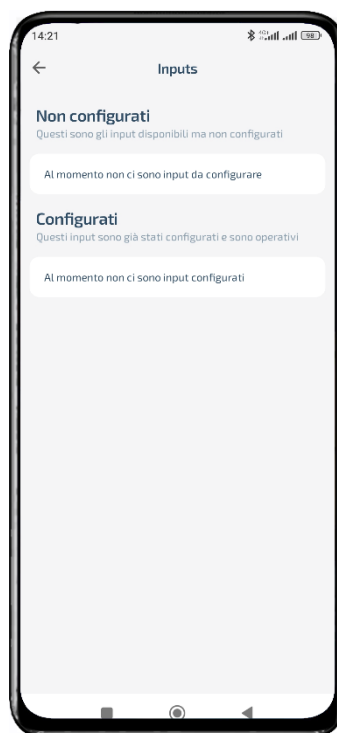 14:21
98
Inputs
Non configurati
Questi sono gli input disponibili ma non configurati
Al momento non ci sono input da configurare
Configurati
Questi input sono già stati configurati e sono operativi
Al momento non ci sono input configurati